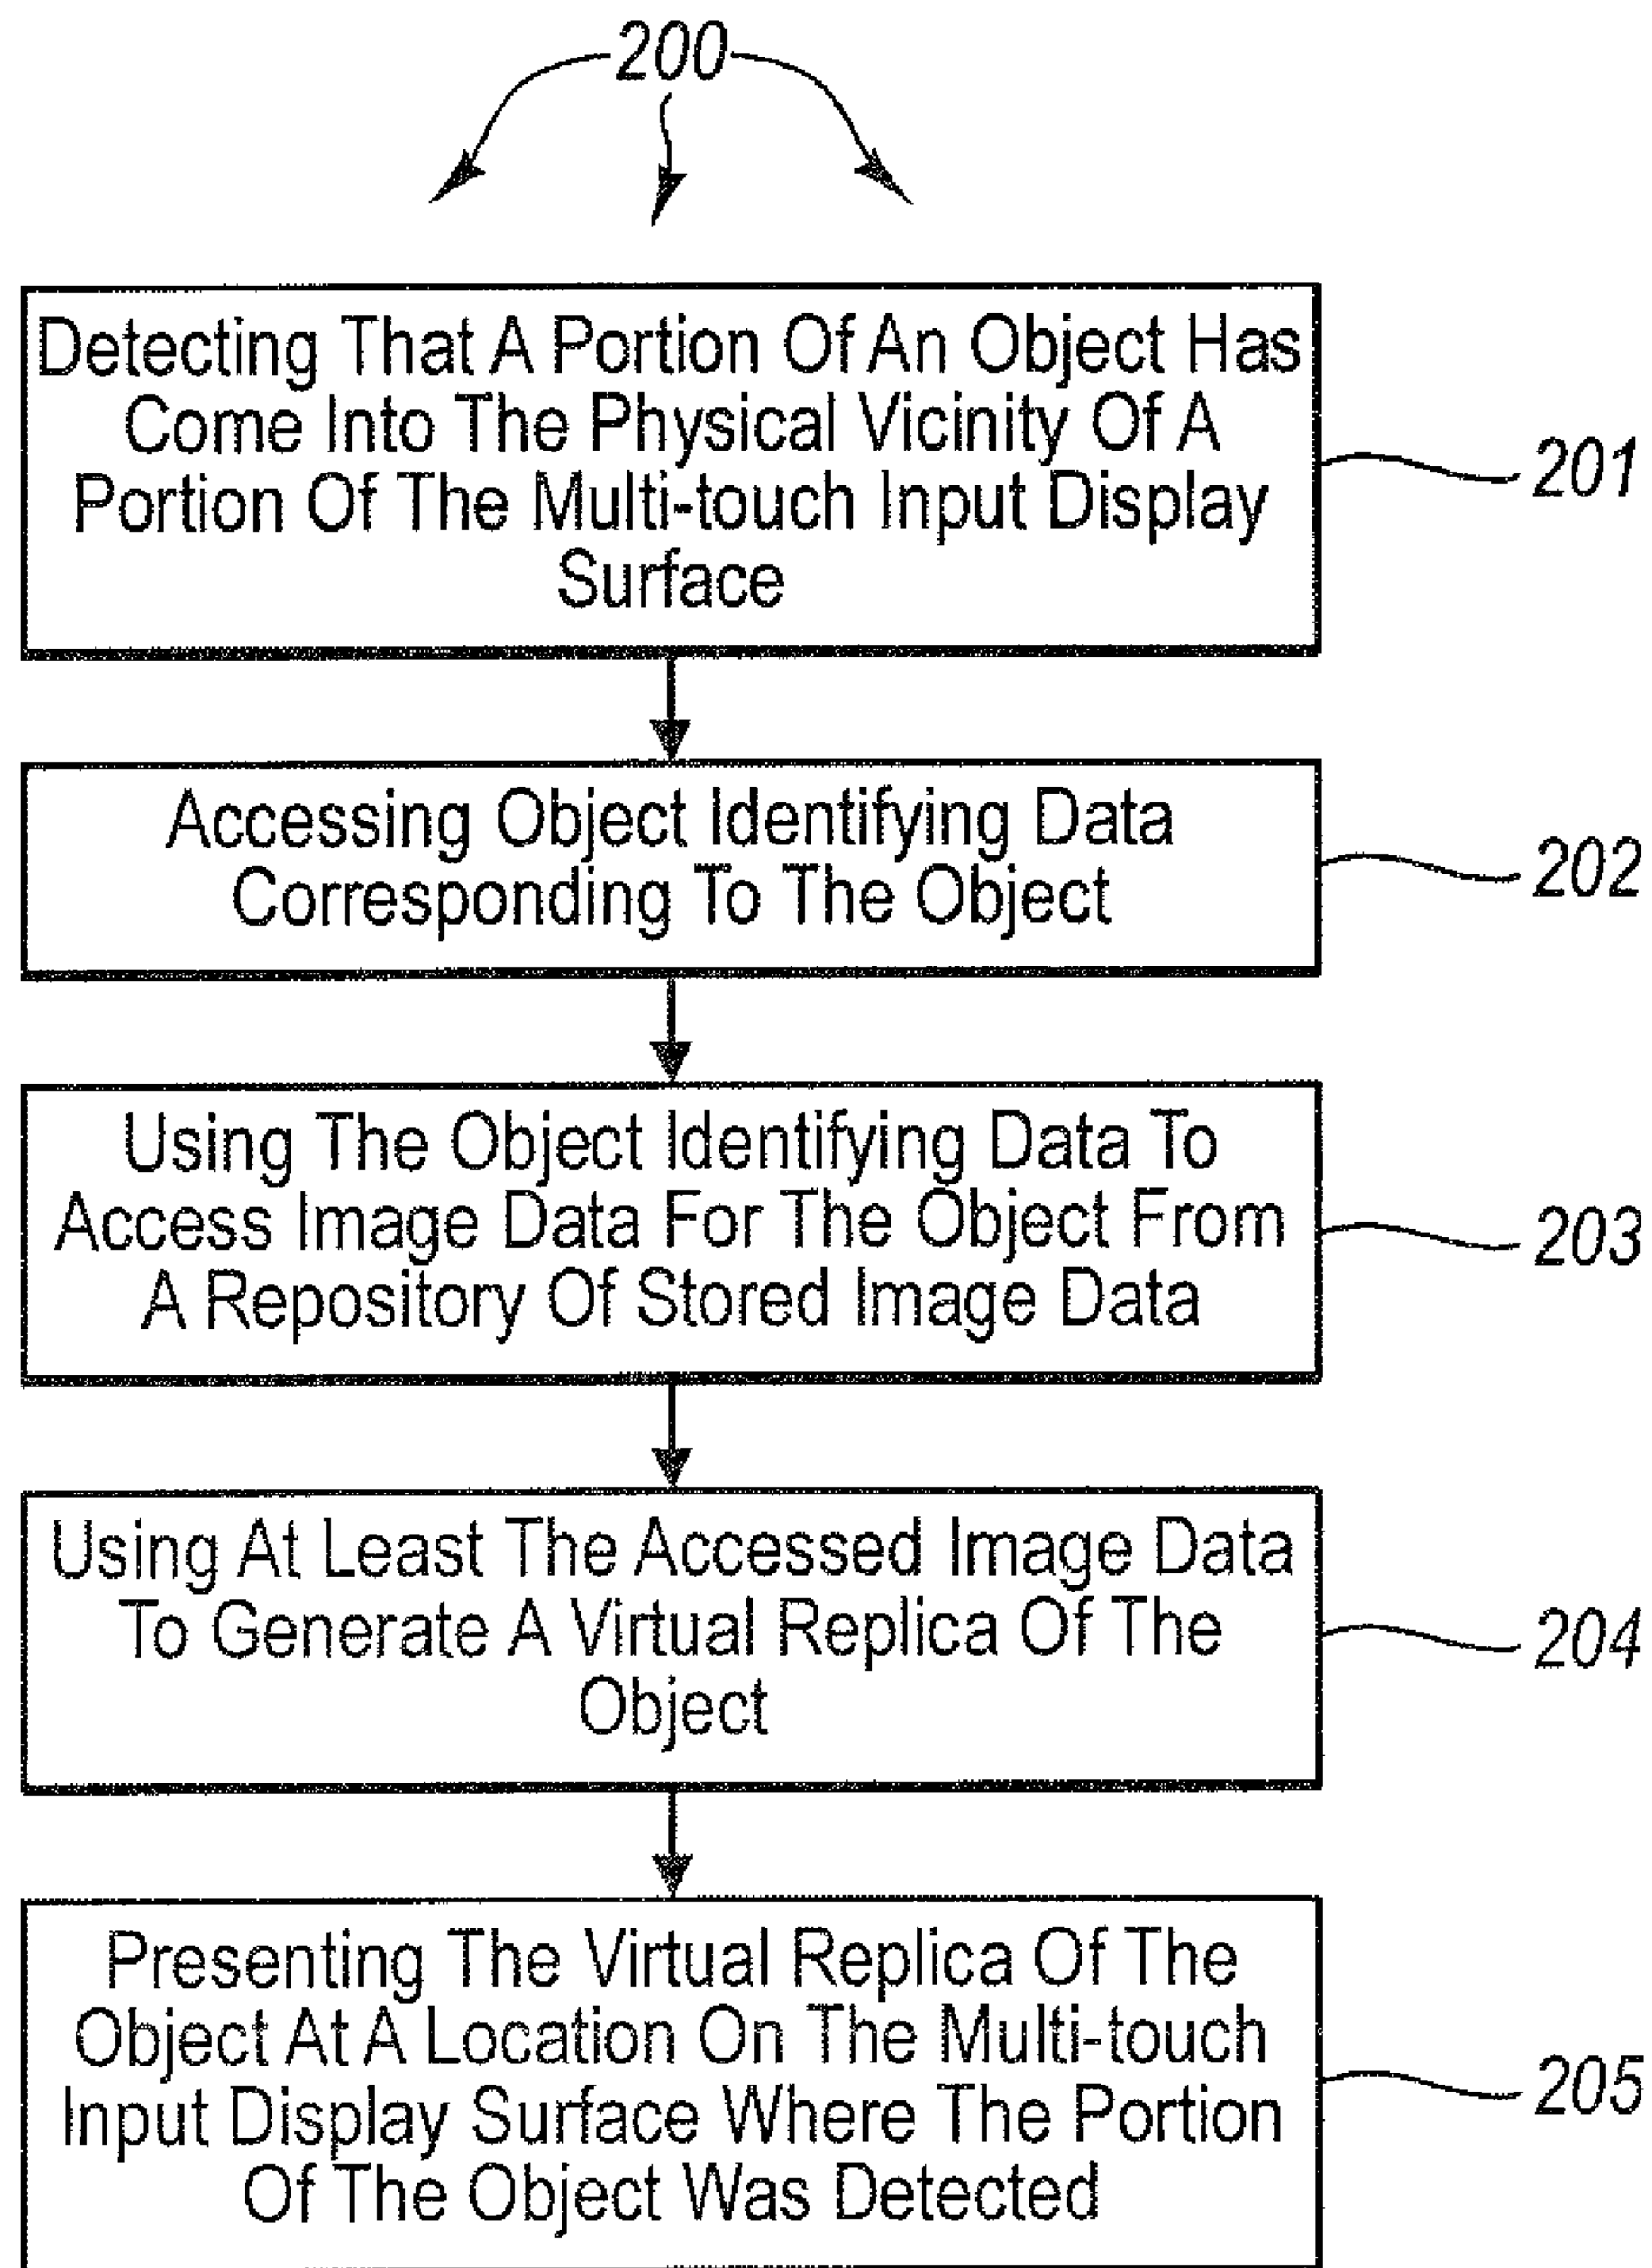 200
Detecting That A Portion Of An Object Has
Come Into The Physical Vicinity Of A
Portion Of The Multi-touch Input Display
Surface
201
Accessing Object Identifying Data
Corresponding To The Object
202
Using The Object Identifying Data To
Access Image Data For The Object From
A Repository Of Stored Image Data
203
Using At Least The Accessed Image Data
To Generate A Virtual Replica Of The
Object
204
Presenting The Virtual Replica Of The
Object At A Location On The Multi-touch
Input Display Surface Where The Portion
Of The Object Was Detected
205